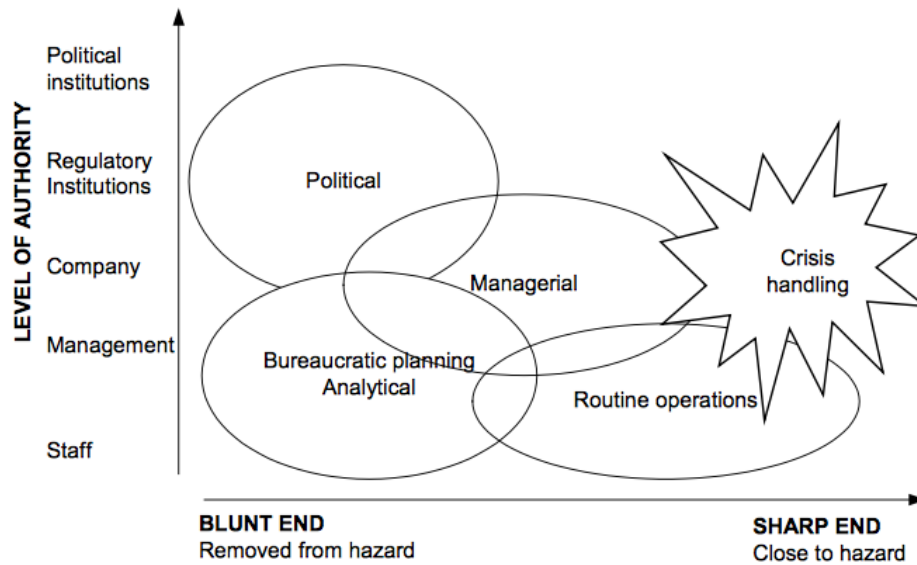 LEVEL OF AUTHORITY
Political
institutions
Regulatory
Institutions
Company
Management
Staff
Political
Managerial
Crisis
handling
Bureaucratic planning
Analytical
Routine operations
BLUNT END
Removed from hazard
SHARP END
Close to hazard